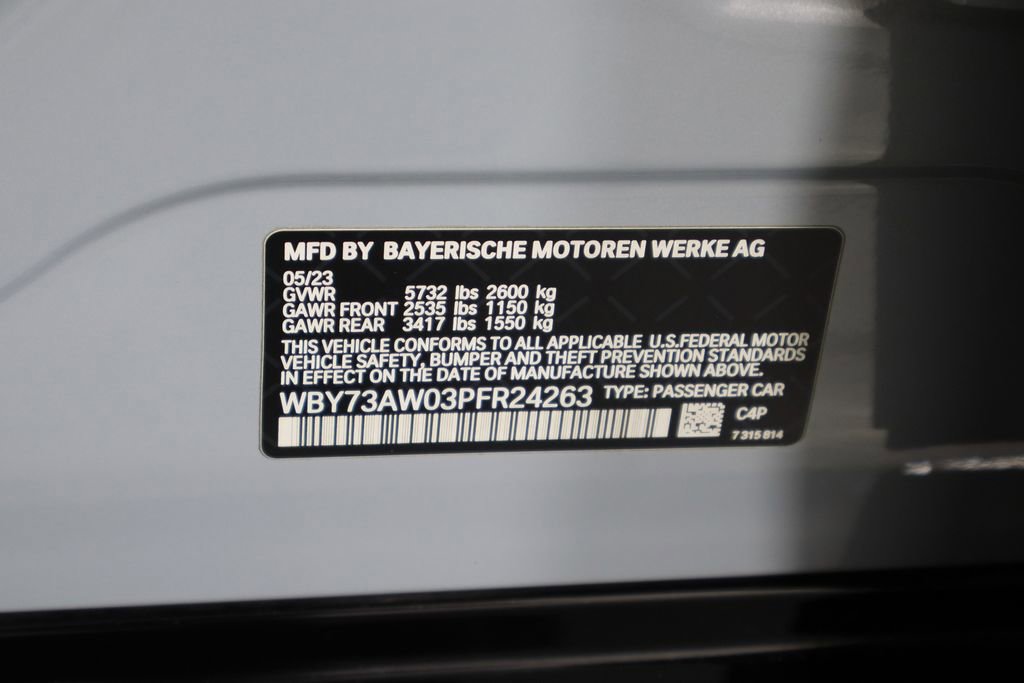 MFD BY BAYERISCHE MOTOREN WERKE AG
05/23
GVWR 5732 lbs 2600 kg
GAWR FRONT 2535 lbs 1150 kg
GAWR REAR 3417 lbs 1550 kg
THIS VEHICLE CONFORMS TO ALL APPLICABLE U.S.FEDERAL MOTOR
VEHICLE SAFETY, BUMPER AND THEFT PREVENTION STANDARDS
IN EFFECT ON THE DATE OF MANUFACTURE SHOWN ABOVE.
WBY73AW03PFR24263 TYPE: PASSENGER CAR
C4P
7 315 814